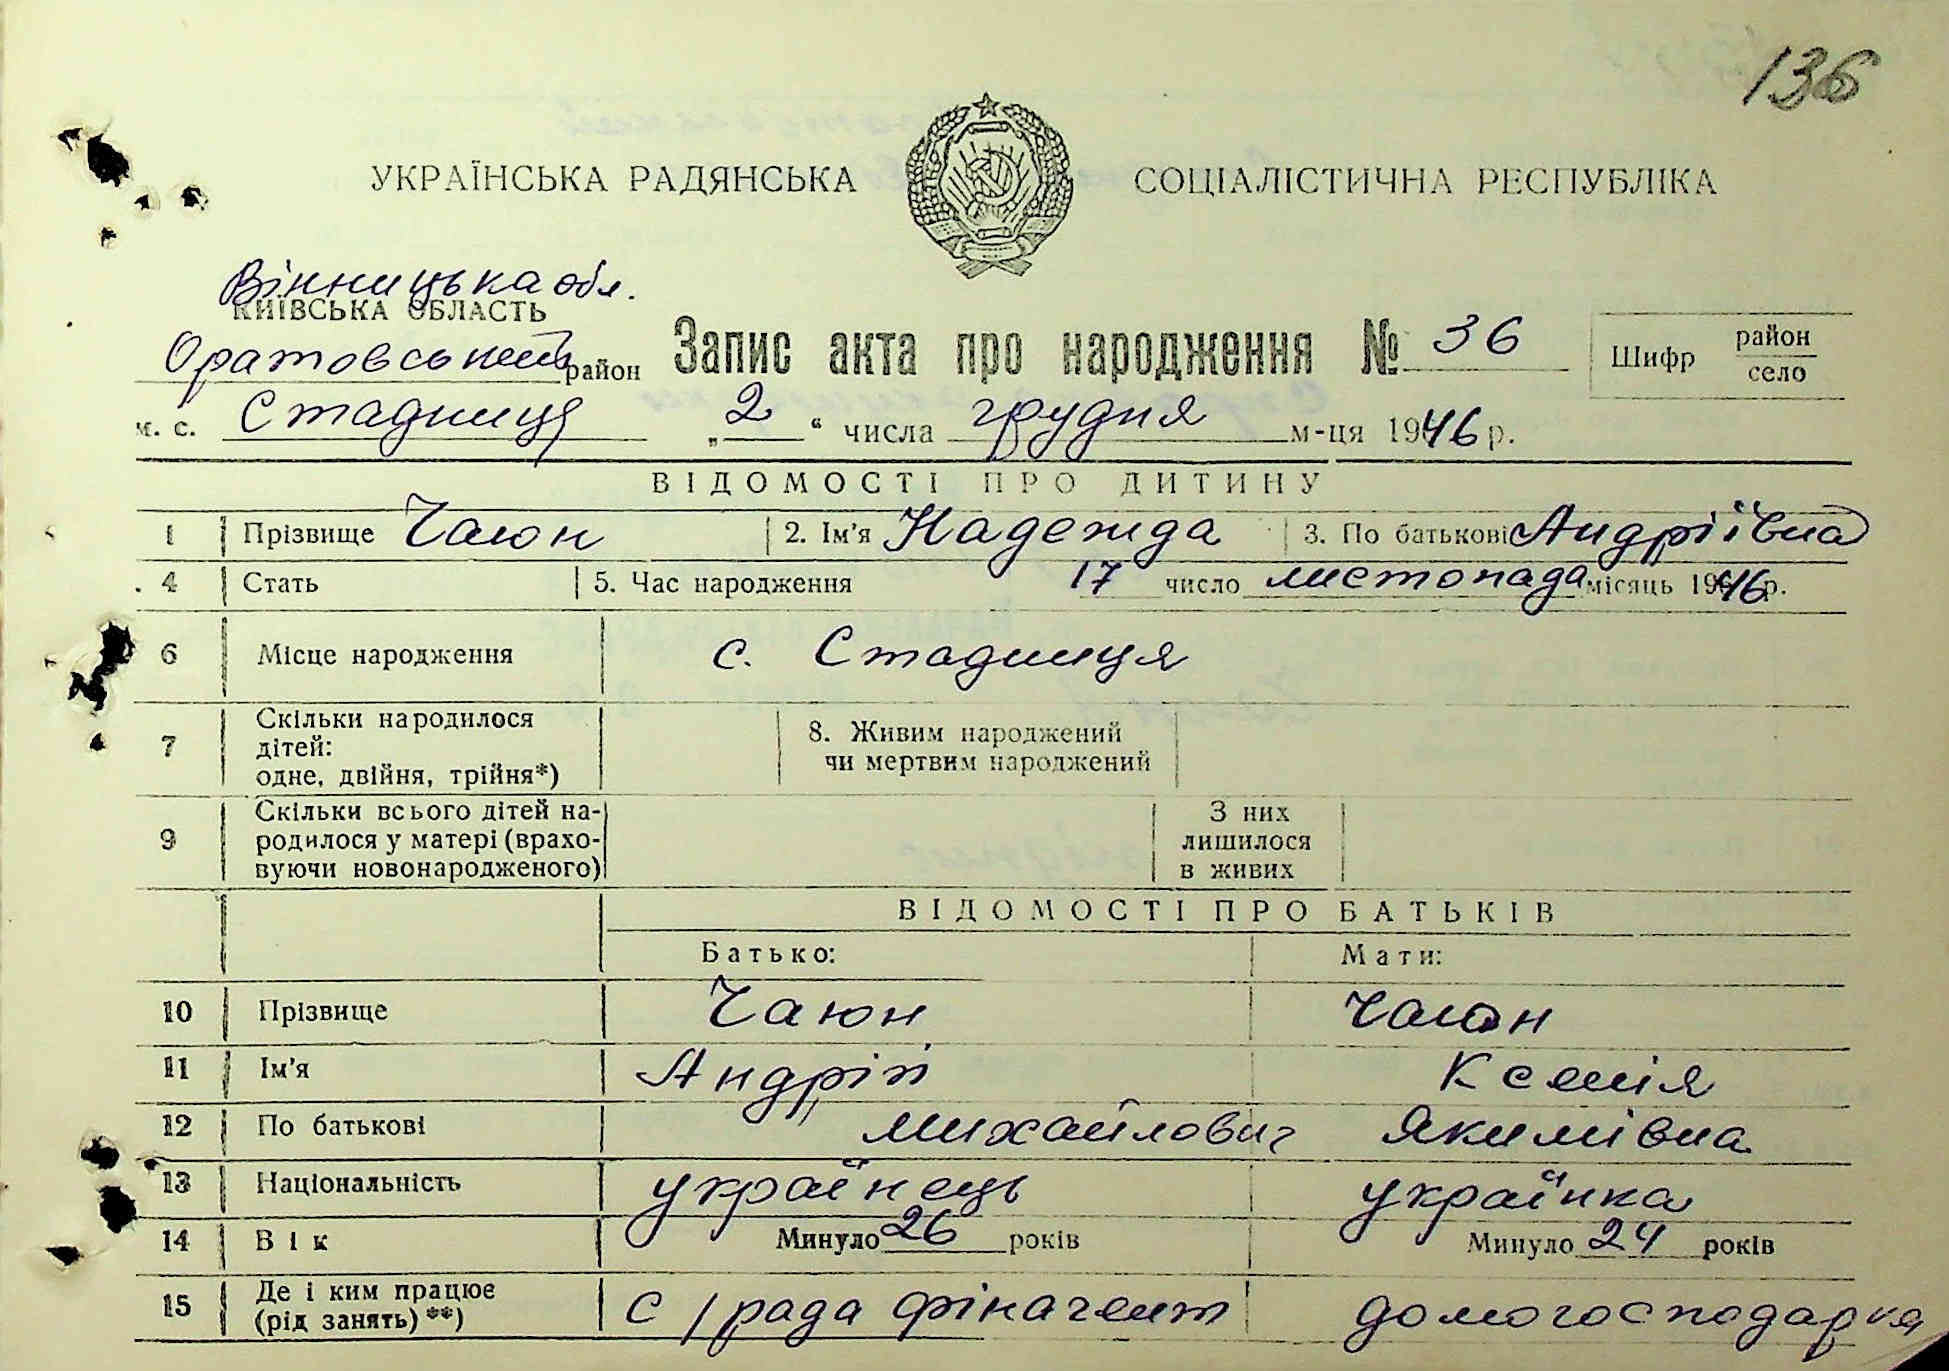 136
УКРАЇНСЬКА РАДЯНСЬКА СОЦІАЛІСТИЧНА РЕСПУБЛІКА
Вінницька обл.
КИЇВСЬКА ОБЛАСТЬ
Оратовський район Запис акта про народження № 36 Шифр район село
м. с. Стадниця „2“ числа грудня м-ця 1946 р.
ВІДОМОСТІ ПРО ДИТИНУ
1 Прізвище Чаюн 2. Ім'я Надежда 3. По батькові Андріївна
4 Стать 5. Час народження 17 число листопада місяць 1946 р.
6 Місце народження с. Стадниця
7 Скільки народилося
дітей:
одне, двійня, трійня*)
8. Живим народжений
чи мертвим народжений
9 Скільки всього дітей на-
родилося у матері (врахо-
вуючи новонародженого)
З них
лишилося
в живих
ВІДОМОСТІ ПРО БАТЬКІВ
Батько: Мати:
10 Прізвище Чаюн Чаюн
11 Ім'я Андрій Ксенія
12 По батькові Михайлович Якимівна
13 Національність українець українка
14 Вік Минуло 26 років Минуло 24 років
15 Де і ким працює
(рід занять) **)
с/рада фінагент домогосподарка